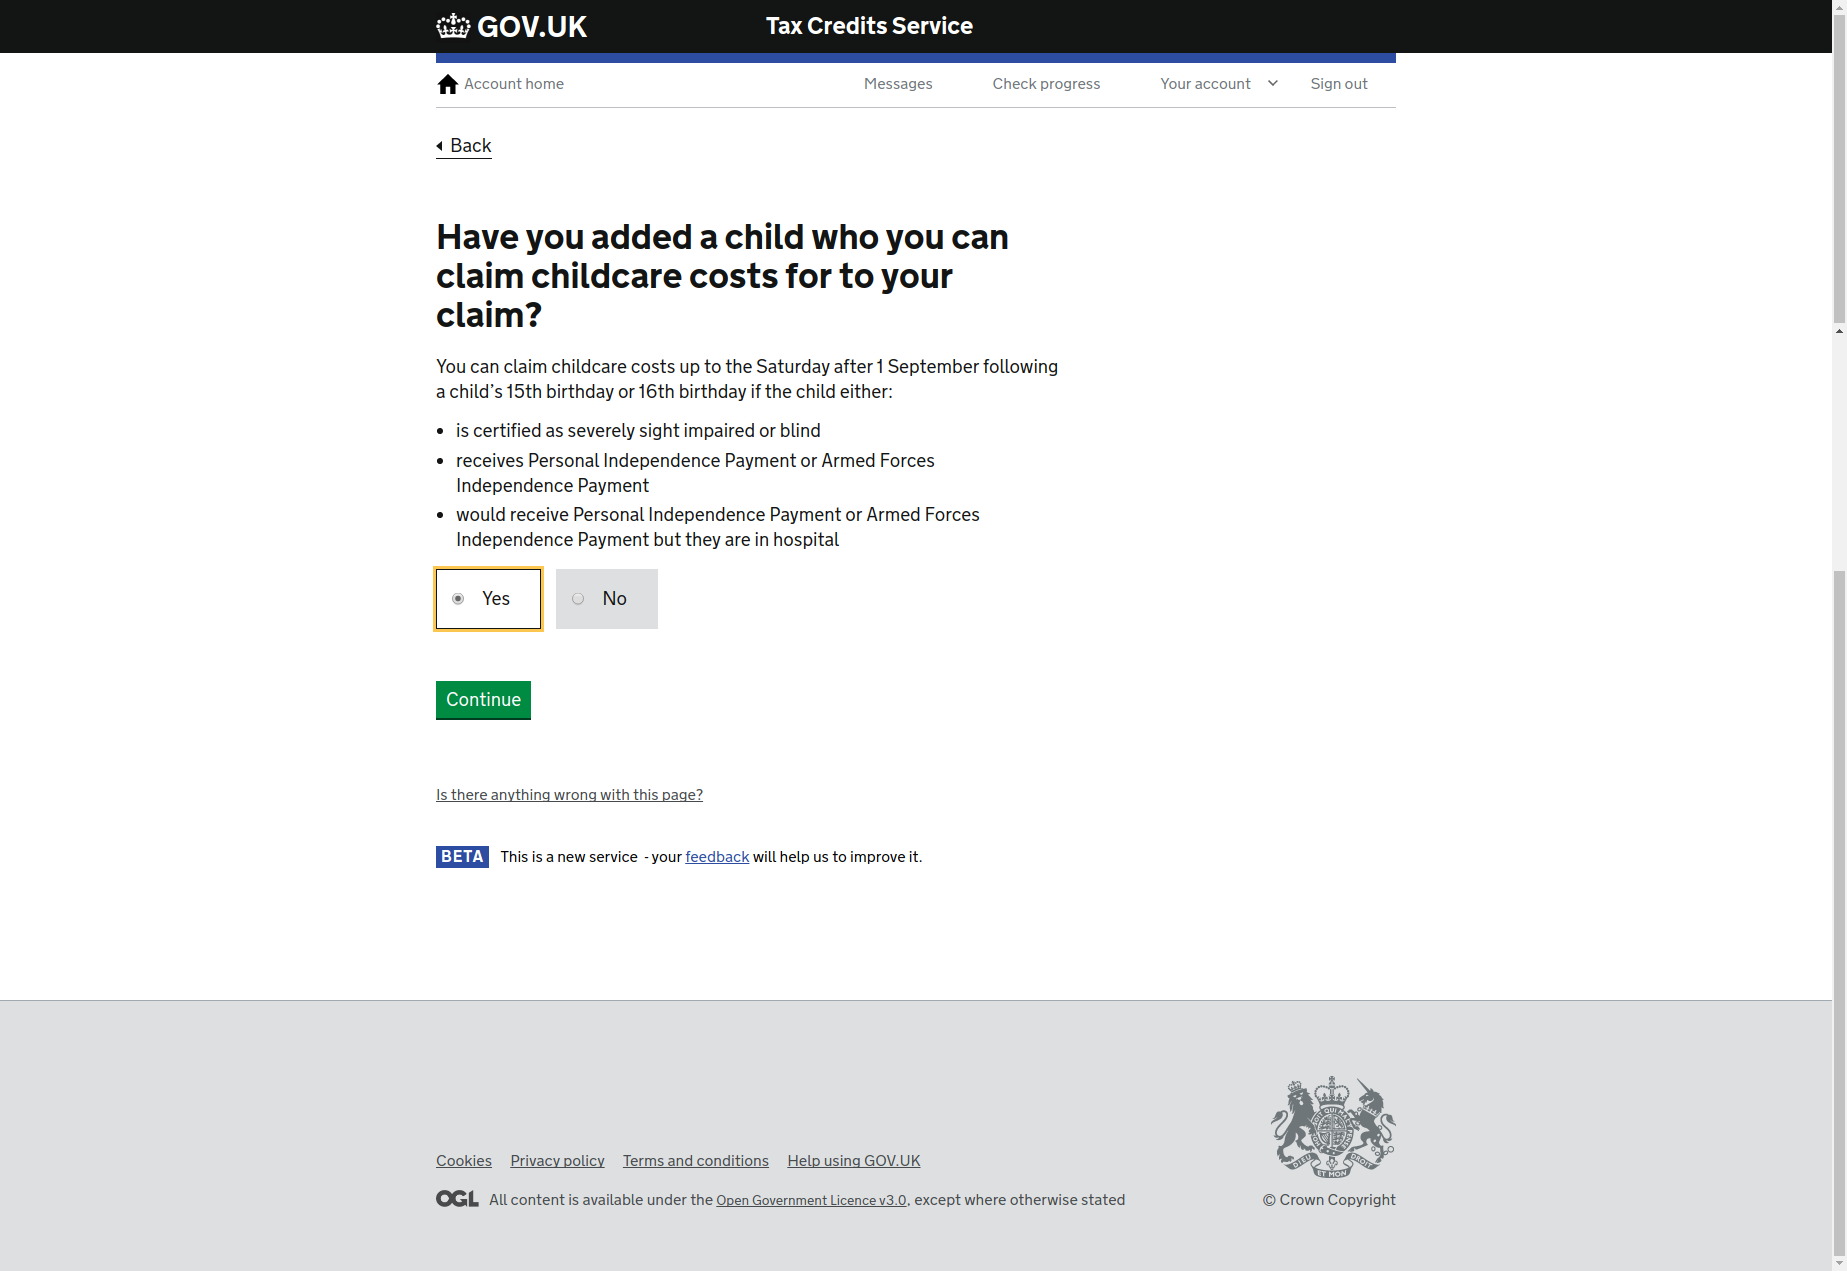 GOV.UK
Tax Credits Service
Account home
Messages
Check progress
Your account
Sign out
Back
Have you added a child who you can
claim childcare costs for to your
claim?
You can claim childcare costs up to the Saturday after 1 September following
a child’s 15th birthday or 16th birthday if the child either:
• is certified as severely sight impaired or blind
• receives Personal Independence Payment or Armed Forces
Independence Payment
• would receive Personal Independence Payment or Armed Forces
Independence Payment but they are in hospital
Yes
No
Continue
Is there anything wrong with this page?
BETA This is a new service - your feedback will help us to improve it.
Cookies Privacy policy Terms and conditions Help using GOV.UK
OGL All content is available under the Open Government Licence v3.0, except where otherwise stated
© Crown Copyright